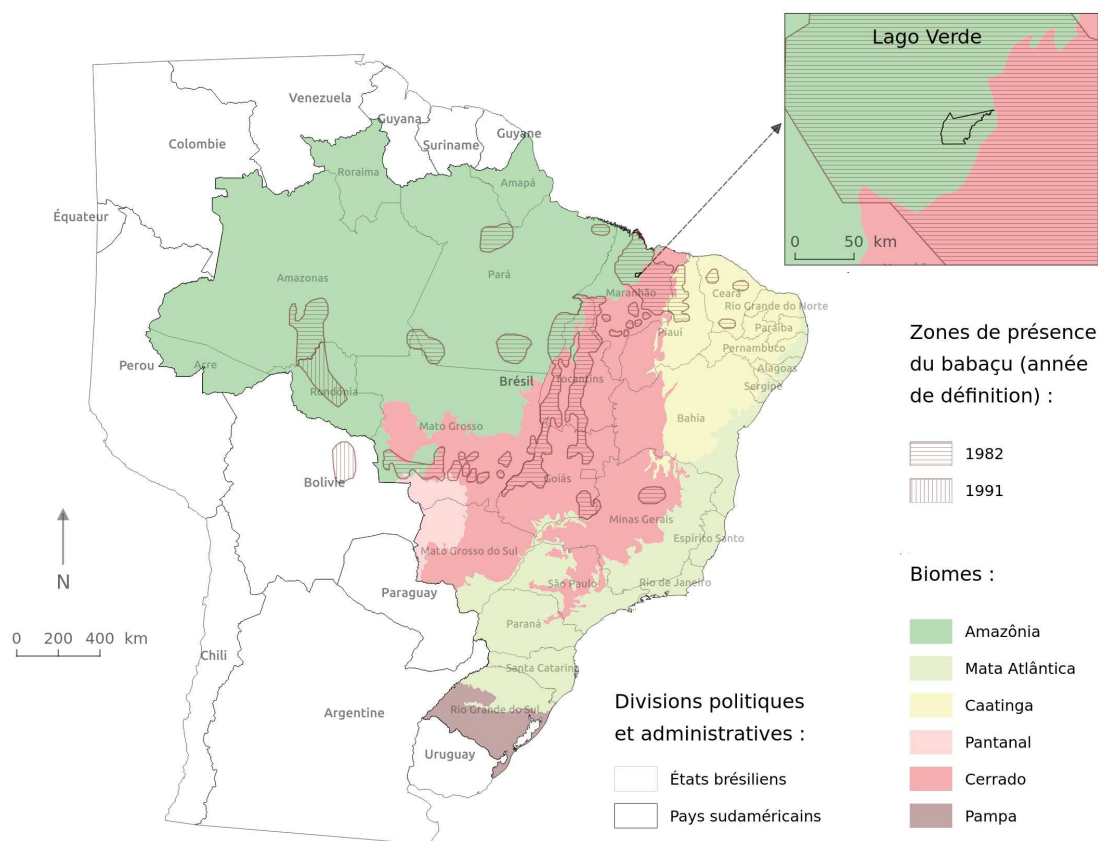 Lago Verde
0 50 km
Venezuela
Guyana
Guyane
Colombie
Suriname
Roraima
Amapá
Équateur
Amazonas
Pará
Maranhão
Ceará
Rio Grande do Norte
Paraíba
Piauí
Pernambuco
Perou
Acre
Alagoas
Brésil
Tocantins
Sergipe
Rondônia
Bahia
Mato Grosso
Bolivie
Goiás
Minas Gerais
Espírito Santo
Mato Grosso do Sul
N
São Paulo
Rio de Janeiro
Paraguay
Paraná
0 200 400 km
Chili
Santa Catarina
Argentine
Rio Grande do Sul
Uruguay
Zones de présence
du babaçu (année
de définition) :
1982
1991
Biomes :
Amazônia
Mata Atlântica
Caatinga
Pantanal
Cerrado
Pampa
Divisions politiques
et administratives :
États brésiliens
Pays sudaméricains